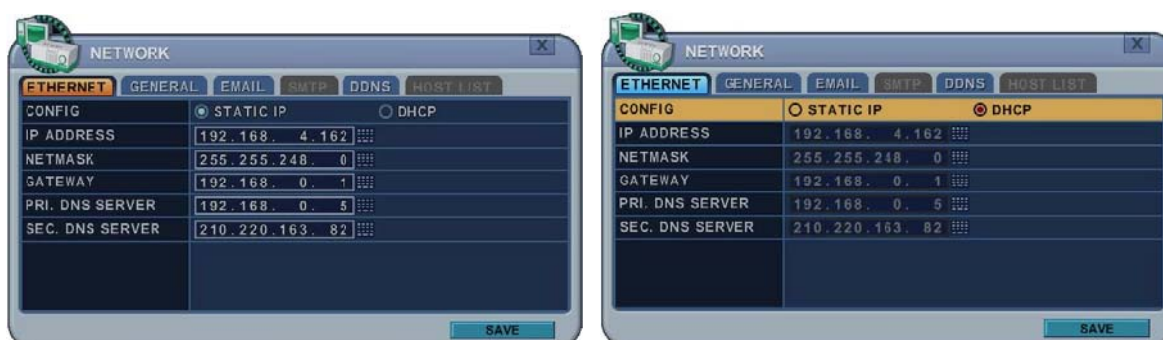 NETWORK
X
ETHERNET GENERAL EMAIL SMTP DDNS HOST LIST
CONFIG STATIC IP DHCP
IP ADDRESS 192.168. 4.162
NETMASK 255.255.248. 0
GATEWAY 192.168. 0. 1
PRI. DNS SERVER 192.168. 0. 5
SEC. DNS SERVER 210.220.163. 82
SAVE
NETWORK
X
ETHERNET GENERAL EMAIL SMTP DDNS HOST LIST
CONFIG STATIC IP DHCP
IP ADDRESS 192.168. 4.162
NETMASK 255.255.248. 0
GATEWAY 192.168. 0. 1
PRI. DNS SERVER 192.168. 0. 5
SEC. DNS SERVER 210.220.163. 82
SAVE